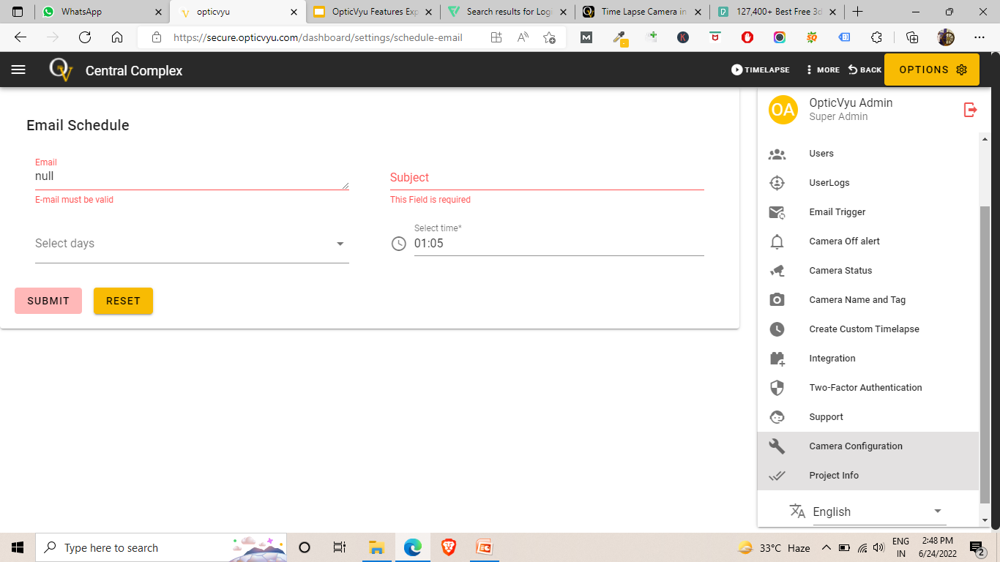 WhatsApp
opticvyu
OpticVyu Features Exp
Search results for Logi
Time Lapse Camera in
127,400+ Best Free 3d
https://secure.opticvyu.com/dashboard/settings/schedule-email
Central Complex
TIMELAPSE
MORE
BACK
OPTIONS
Email Schedule
Email
null
E-mail must be valid
Subject
This Field is required
Select days
Select time*
01:05
SUBMIT
RESET
OA
OpticVyu Admin
Super Admin
Users
UserLogs
Email Trigger
Camera Off alert
Camera Status
Camera Name and Tag
Create Custom Timelapse
Integration
Two-Factor Authentication
Support
Camera Configuration
Project Info
English
Type here to search
33°C Haze
ENG
IN
2:48 PM
6/24/2022
2